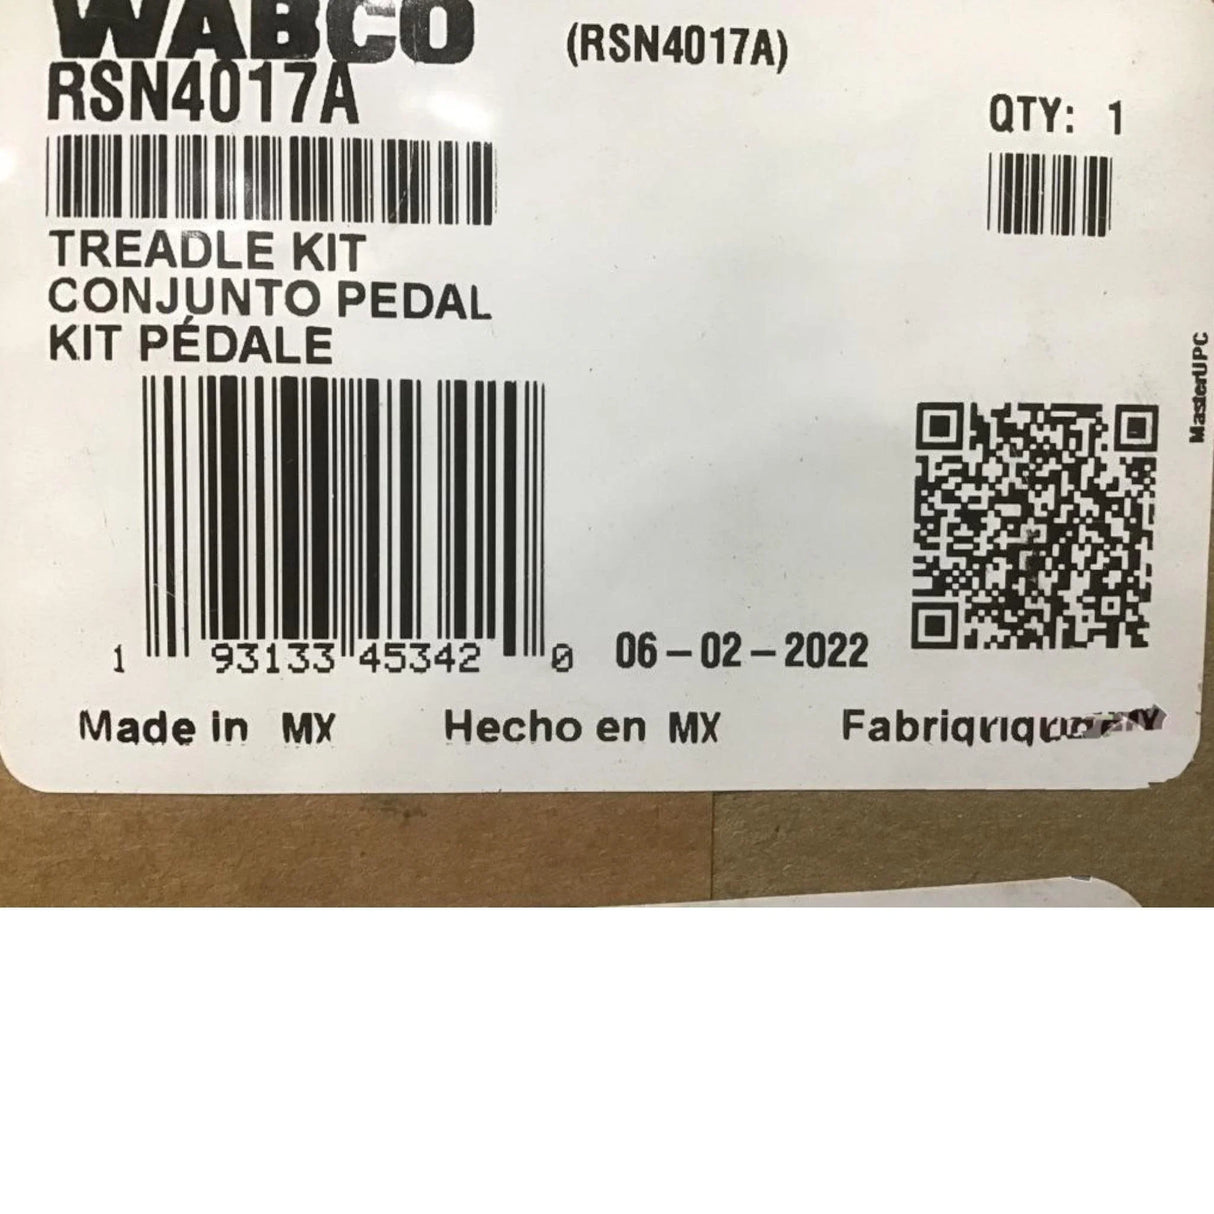 WABCO
(RSN4017A)
RSN4017A
QTY: 1
TREADLE KIT
CONJUNTO PEDAL
KIT PÉDALE
MasterUPC
1 93133 45342 0
06-02-2022
Made in MX
Hecho en MX